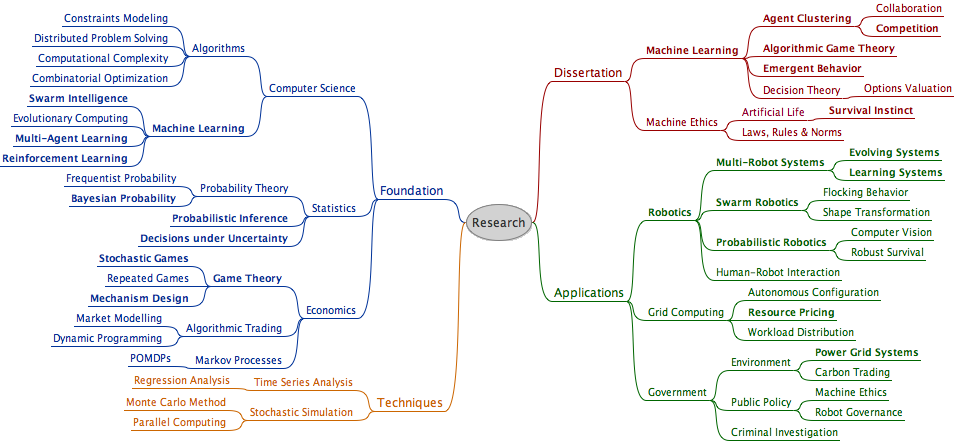 Research
Foundation
Computer Science
Algorithms
Constraints Modeling
Distributed Problem Solving
Computational Complexity
Combinatorial Optimization
Machine Learning
Swarm Intelligence
Evolutionary Computing
Multi-Agent Learning
Reinforcement Learning
Statistics
Probability Theory
Frequentist Probability
Bayesian Probability
Probabilistic Inference
Decisions under Uncertainty
Economics
Game Theory
Stochastic Games
Repeated Games
Mechanism Design
Algorithmic Trading
Market Modelling
Dynamic Programming
Markov Processes
POMDPs
Techniques
Time Series Analysis
Regression Analysis
Stochastic Simulation
Monte Carlo Method
Parallel Computing
Dissertation
Machine Learning
Agent Clustering
Collaboration
Competition
Algorithmic Game Theory
Emergent Behavior
Decision Theory
Options Valuation
Machine Ethics
Artificial Life
Survival Instinct
Laws, Rules & Norms
Applications
Robotics
Multi-Robot Systems
Evolving Systems
Learning Systems
Swarm Robotics
Flocking Behavior
Shape Transformation
Probabilistic Robotics
Computer Vision
Robust Survival
Human-Robot Interaction
Grid Computing
Autonomous Configuration
Resource Pricing
Workload Distribution
Government
Environment
Power Grid Systems
Carbon Trading
Public Policy
Machine Ethics
Robot Governance
Criminal Investigation